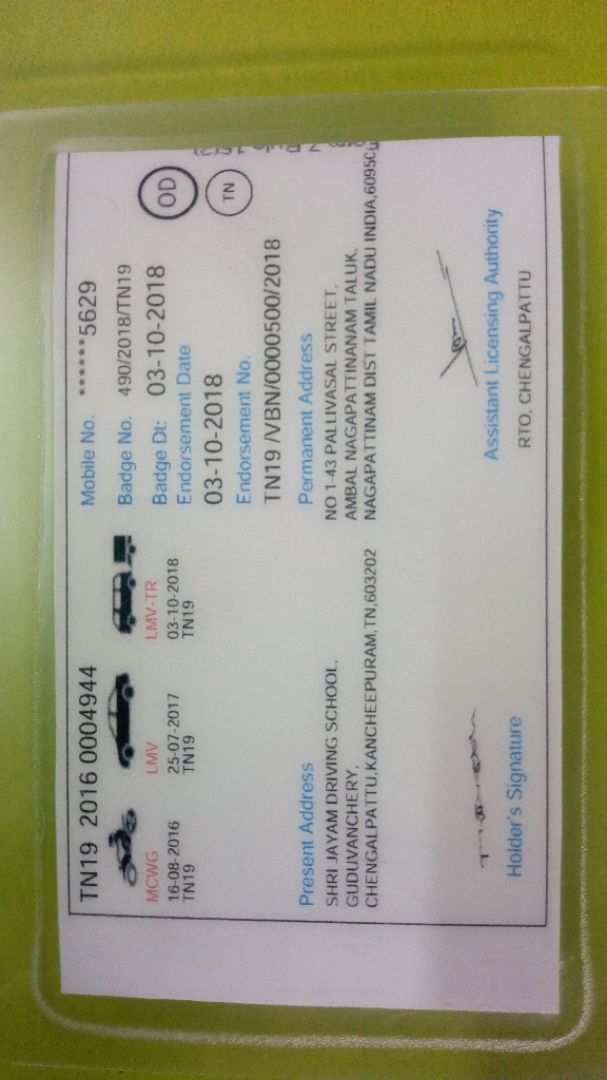 TN19 2016 0004944
MCWG
16-08-2016
TN19
LMV
25-07-2017
TN19
LMV-TR
03-10-2018
TN19
Mobile No. ******5629
Badge No. 490/2018/TN19
Badge Dt: 03-10-2018
Endorsement Date
03-10-2018
Endorsement No.
TN19 /VBN/0000500/2018
OD
TN
Present Address
SHRI JAYAM DRIVING SCHOOL,
GUDUVANCHERY,
CHENGALPATTU,KANCHEEPURAM,TN,603202
Permanent Address
NO 1-43 PALLIVASAL STREET,
AMBAL NAGAPATTINANAM TALUK,
NAGAPATTINAM DIST TAMIL NADU INDIA,
Holder's Signature
Assistant Licensing Authority
RTO, CHENGALPATTU